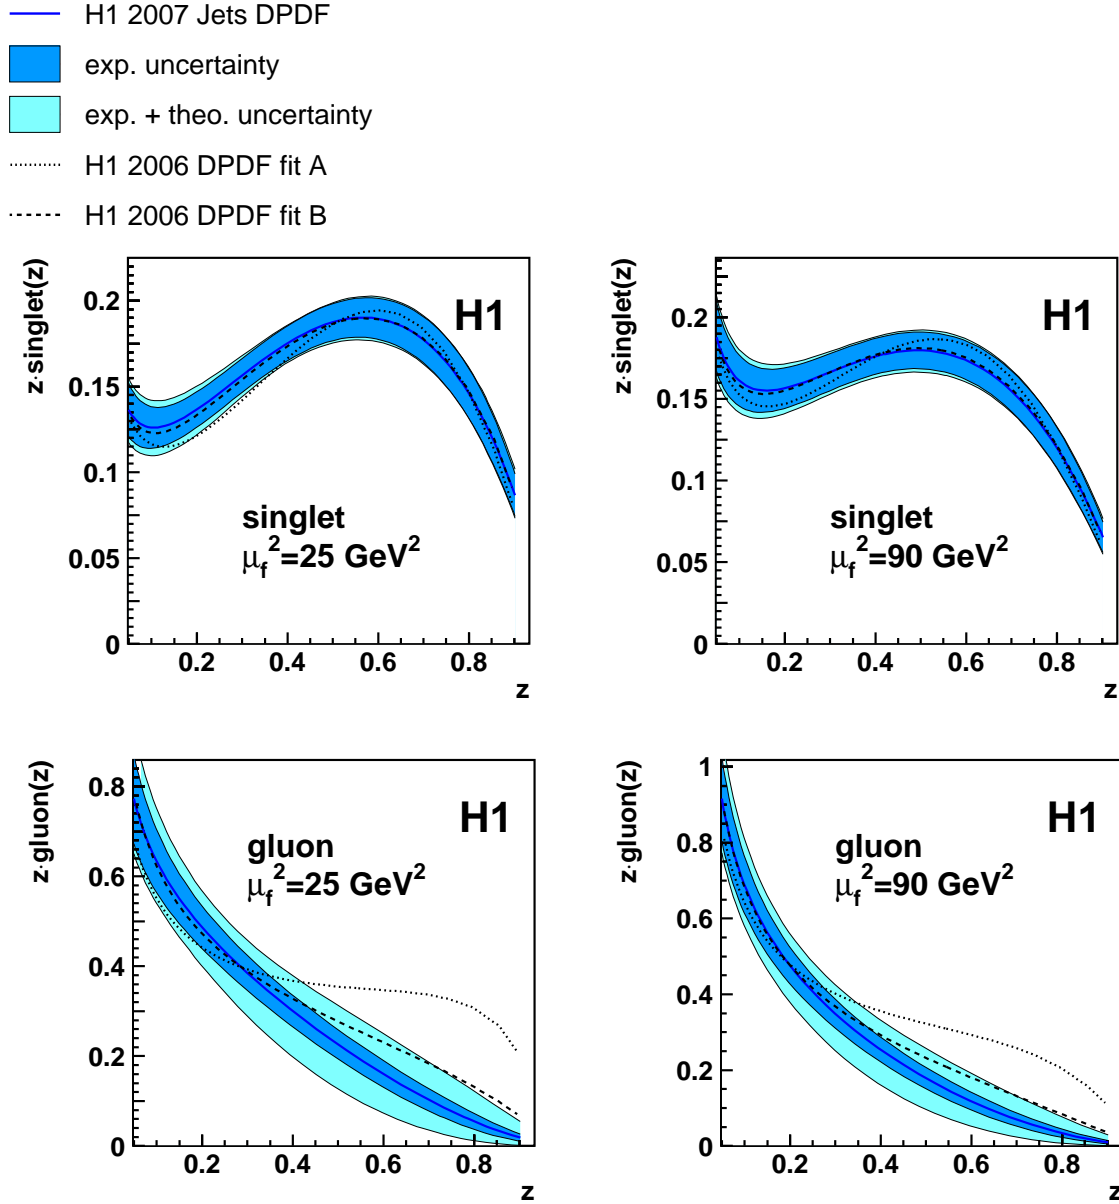 H1 2007 Jets DPDF
exp. uncertainty
exp. + theo. uncertainty
H1 2006 DPDF fit A
H1 2006 DPDF fit B
z·singlet(z)
0.2
0.15
0.1
0.05
0
H1
singlet
μf²=25 GeV²
0.2 0.4 0.6 0.8
z
z·singlet(z)
0.2
0.15
0.1
0.05
0
H1
singlet
μf²=90 GeV²
0.2 0.4 0.6 0.8
z
z·gluon(z)
0.8
0.6
0.4
0.2
0
H1
gluon
μf²=25 GeV²
0.2 0.4 0.6 0.8
z
z·gluon(z)
1
0.8
0.6
0.4
0.2
0
H1
gluon
μf²=90 GeV²
0.2 0.4 0.6 0.8
z